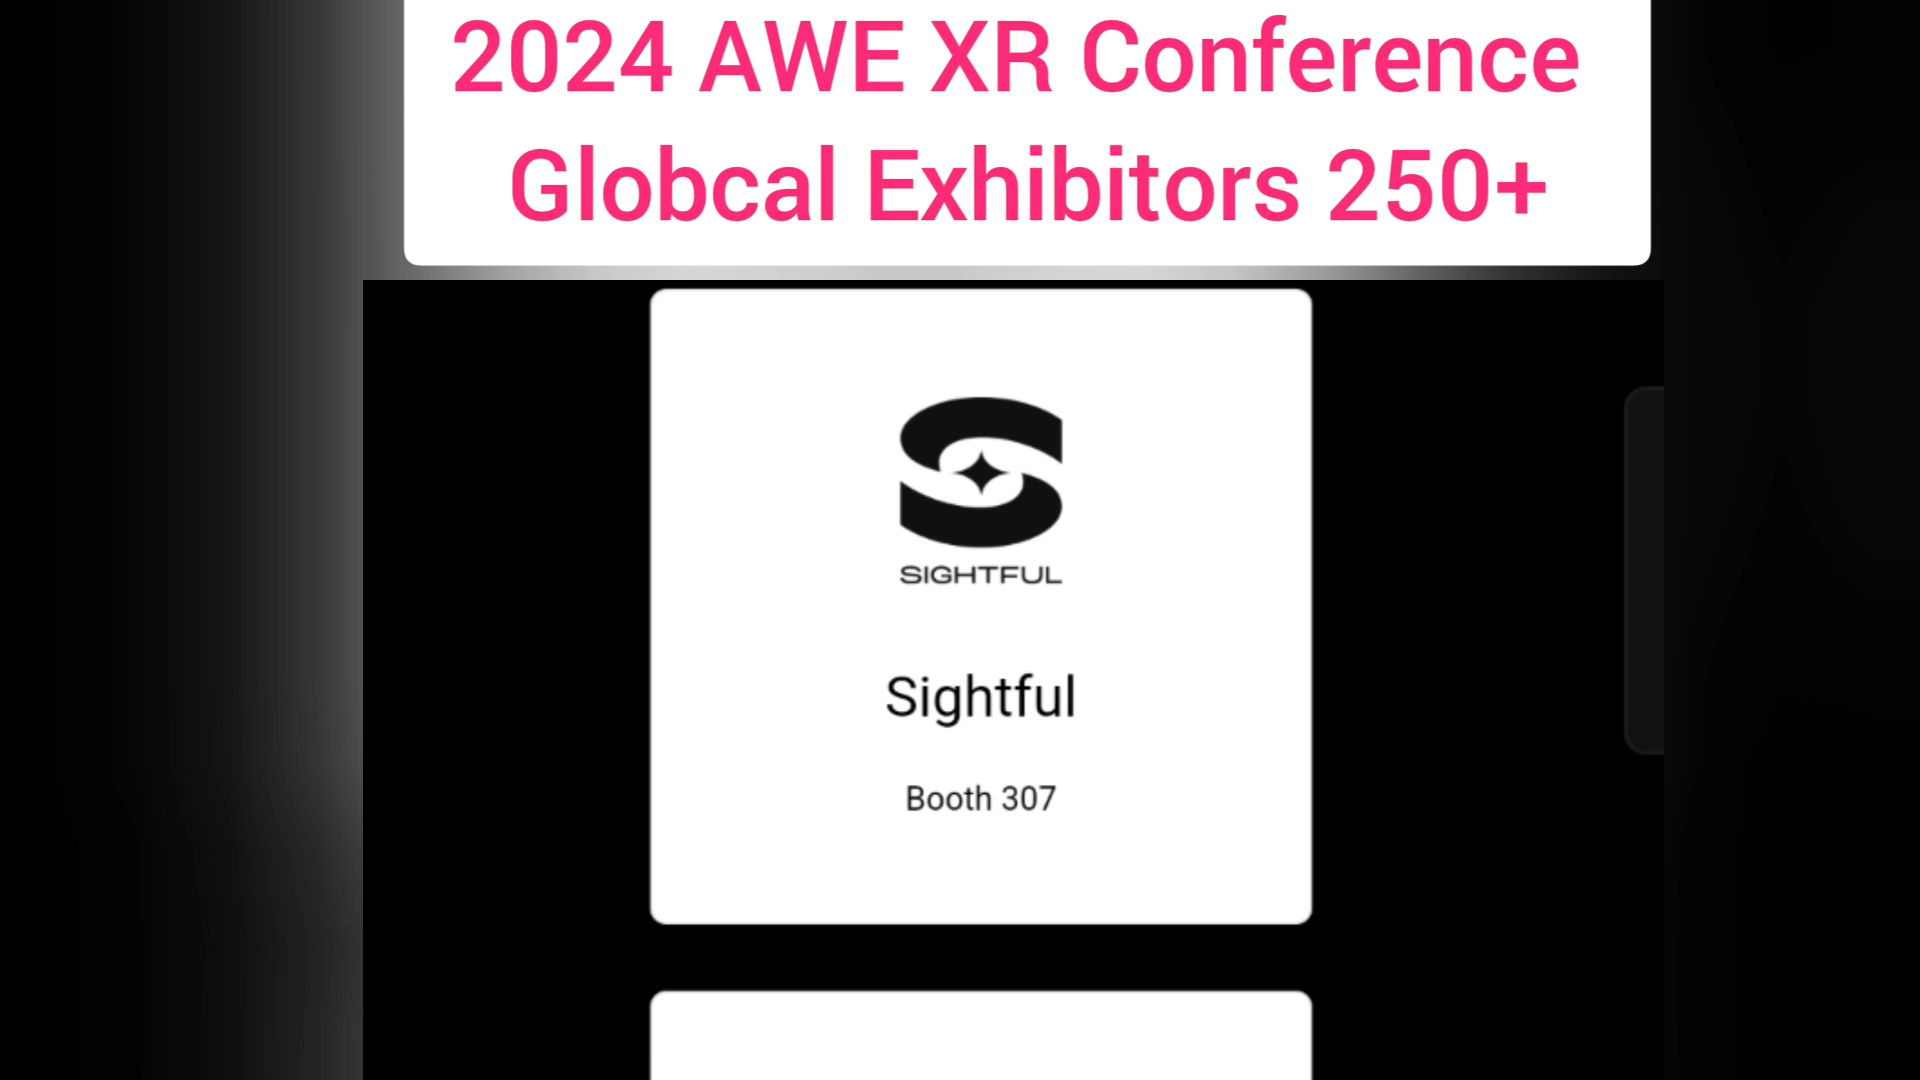 2024 AWE XR Conference
Globcal Exhibitors 250+
SIGHTFUL
Sightful
Booth 307